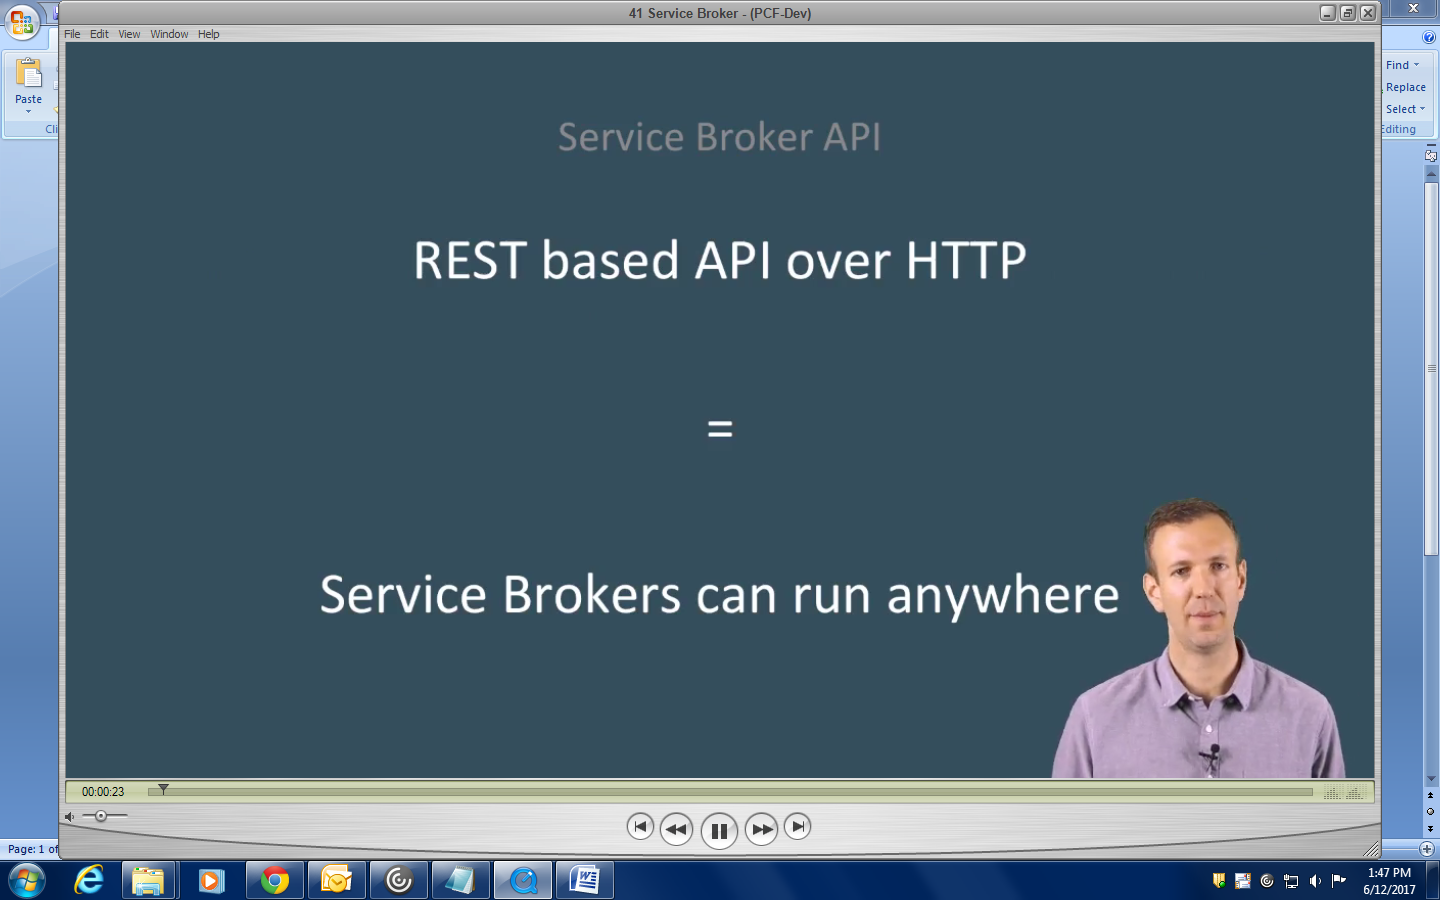 41 Service Broker - (PCF-Dev)
File Edit View Window Help
Paste
Cli
Find
Replace
Select
Editing
Service Broker API
REST based API over HTTP
=
Service Brokers can run anywhere
00:00:23
Page: 1 of
1:47 PM
6/12/2017